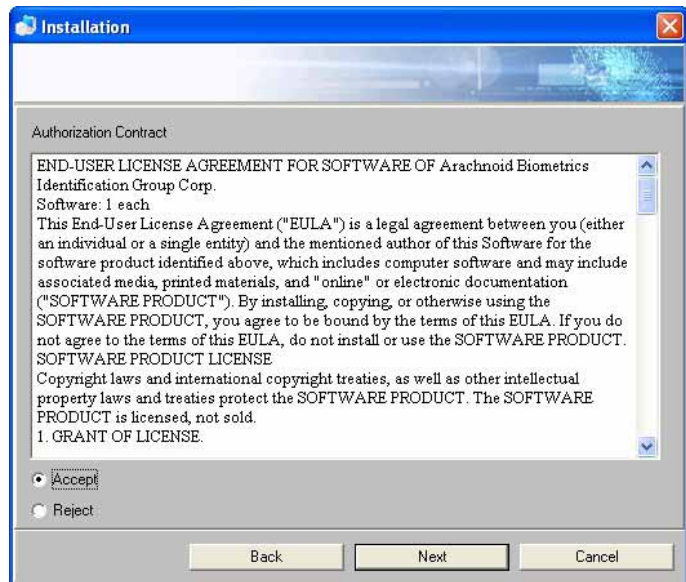 Installation
Authorization Contract
END-USER LICENSE AGREEMENT FOR SOFTWARE OF Arachnoid Biometrics
Identification Group Corp.
Software: 1 each
This End-User License Agreement ("EULA") is a legal agreement between you (either
an individual or a single entity) and the mentioned author of this Software for the
software product identified above, which includes computer software and may include
associated media, printed materials, and "online" or electronic documentation
("SOFTWARE PRODUCT"). By installing, copying, or otherwise using the
SOFTWARE PRODUCT, you agree to be bound by the terms of this EULA. If you do
not agree to the terms of this EULA, do not install or use the SOFTWARE PRODUCT.
SOFTWARE PRODUCT LICENSE
Copyright laws and international copyright treaties, as well as other intellectual
property laws and treaties protect the SOFTWARE PRODUCT. The SOFTWARE
PRODUCT is licensed, not sold.
1. GRANT OF LICENSE.
Accept
Reject
Back Next Cancel